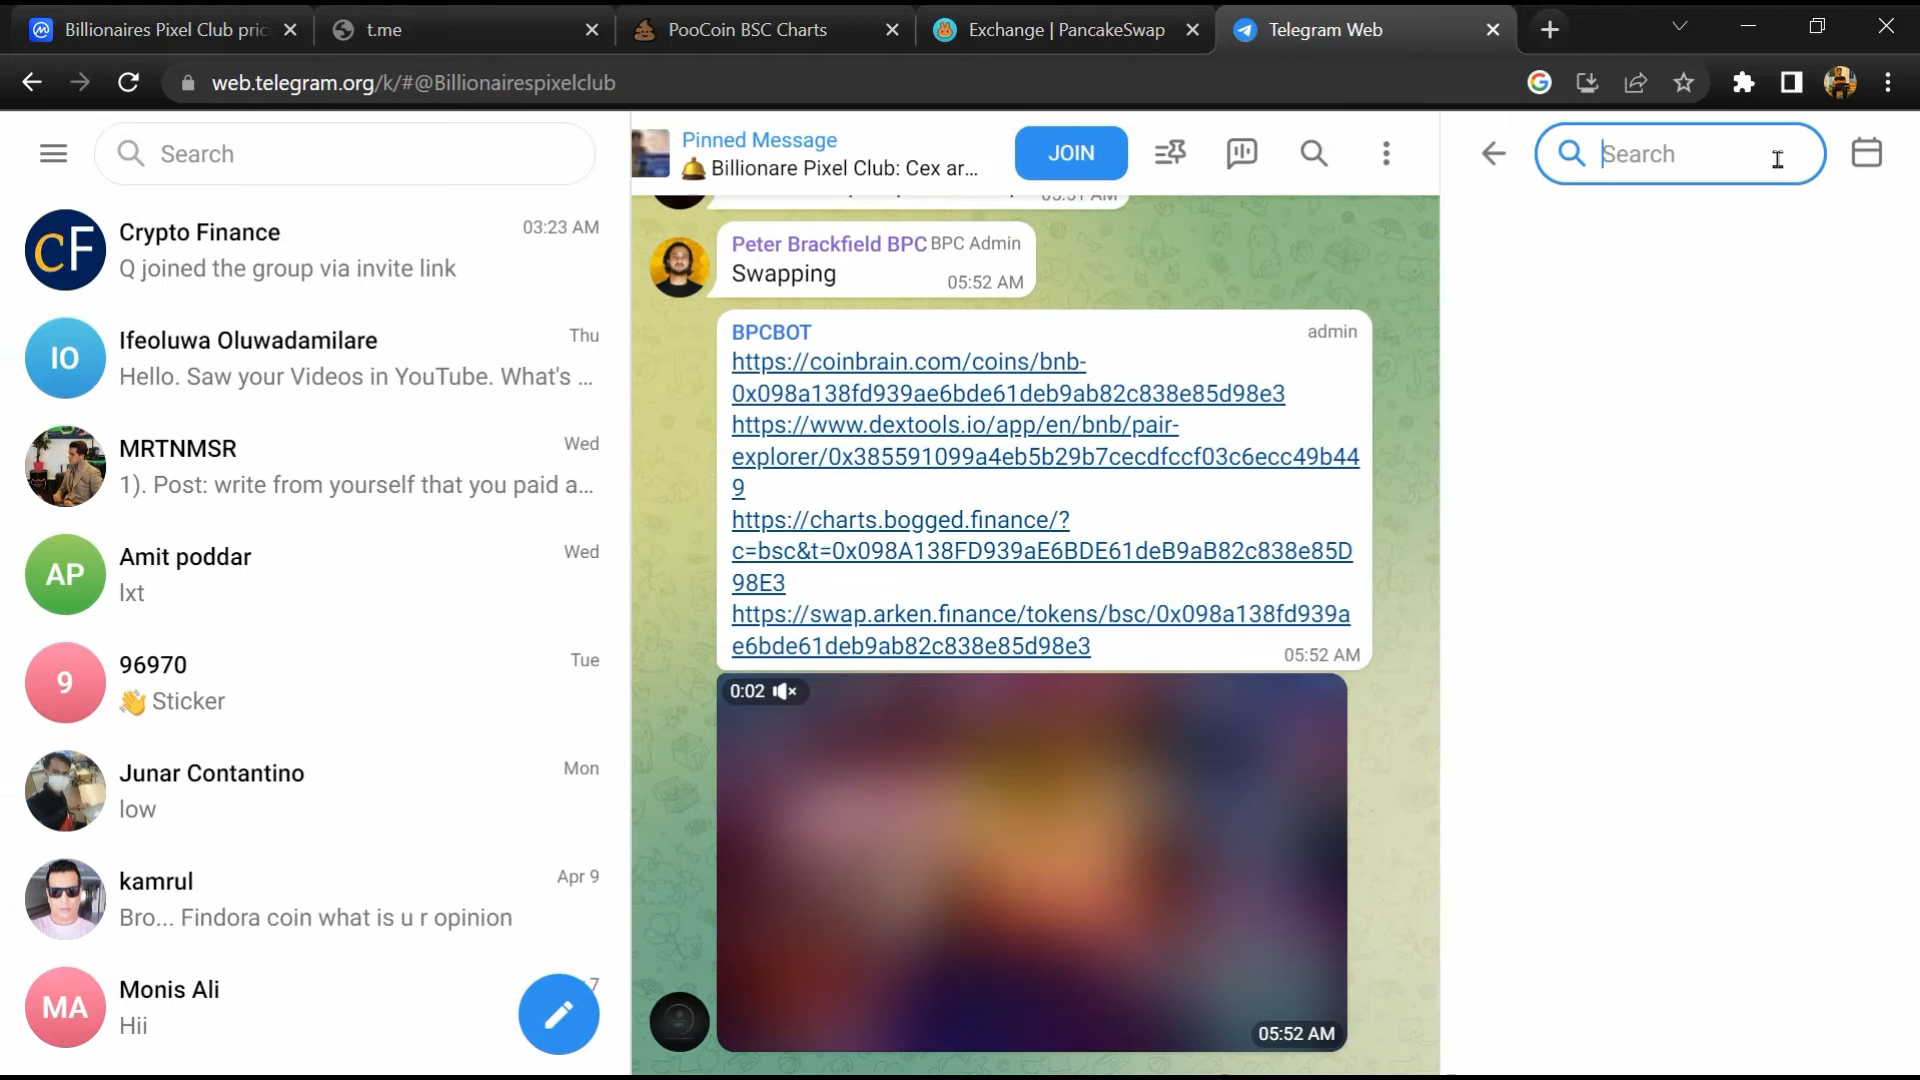 Billionaires Pixel Club pric
t.me
PooCoin BSC Charts
Exchange | PancakeSwap
Telegram Web
web.telegram.org/k/#@Billionairespixelclub
Search
Crypto Finance
03:23 AM
Q joined the group via invite link
IO
Ifeoluwa Oluwadamilare
Thu
Hello. Saw your Videos in YouTube. What's ...
MRTNMSR
Wed
1). Post: write from yourself that you paid a...
AP
Amit poddar
Wed
lxt
9
96970
Tue
👋 Sticker
Junar Contantino
Mon
low
kamrul
Apr 9
Bro... Findora coin what is u r opinion
MA
Monis Ali
7
Hii
Pinned Message
🔔 Billionare Pixel Club: Cex ar...
JOIN
Peter Brackfield BPC BPC Admin
Swapping
05:52 AM
BPCBOT
admin
https://coinbrain.com/coins/bnb-
0x098a138fd939ae6bde61deb9ab82c838e85d98e3
https://www.dextools.io/app/en/bnb/pair-
explorer/0x385591099a4eb5b29b7cecdfccf03c6ecc49b44
9
https://charts.bogged.finance/?
c=bsc&t=0x098A138FD939aE6BDE61deB9aB82c838e85D
98E3
https://swap.arken.finance/tokens/bsc/0x098a138fd939a
e6bde61deb9ab82c838e85d98e3
05:52 AM
0:02
05:52 AM
Search